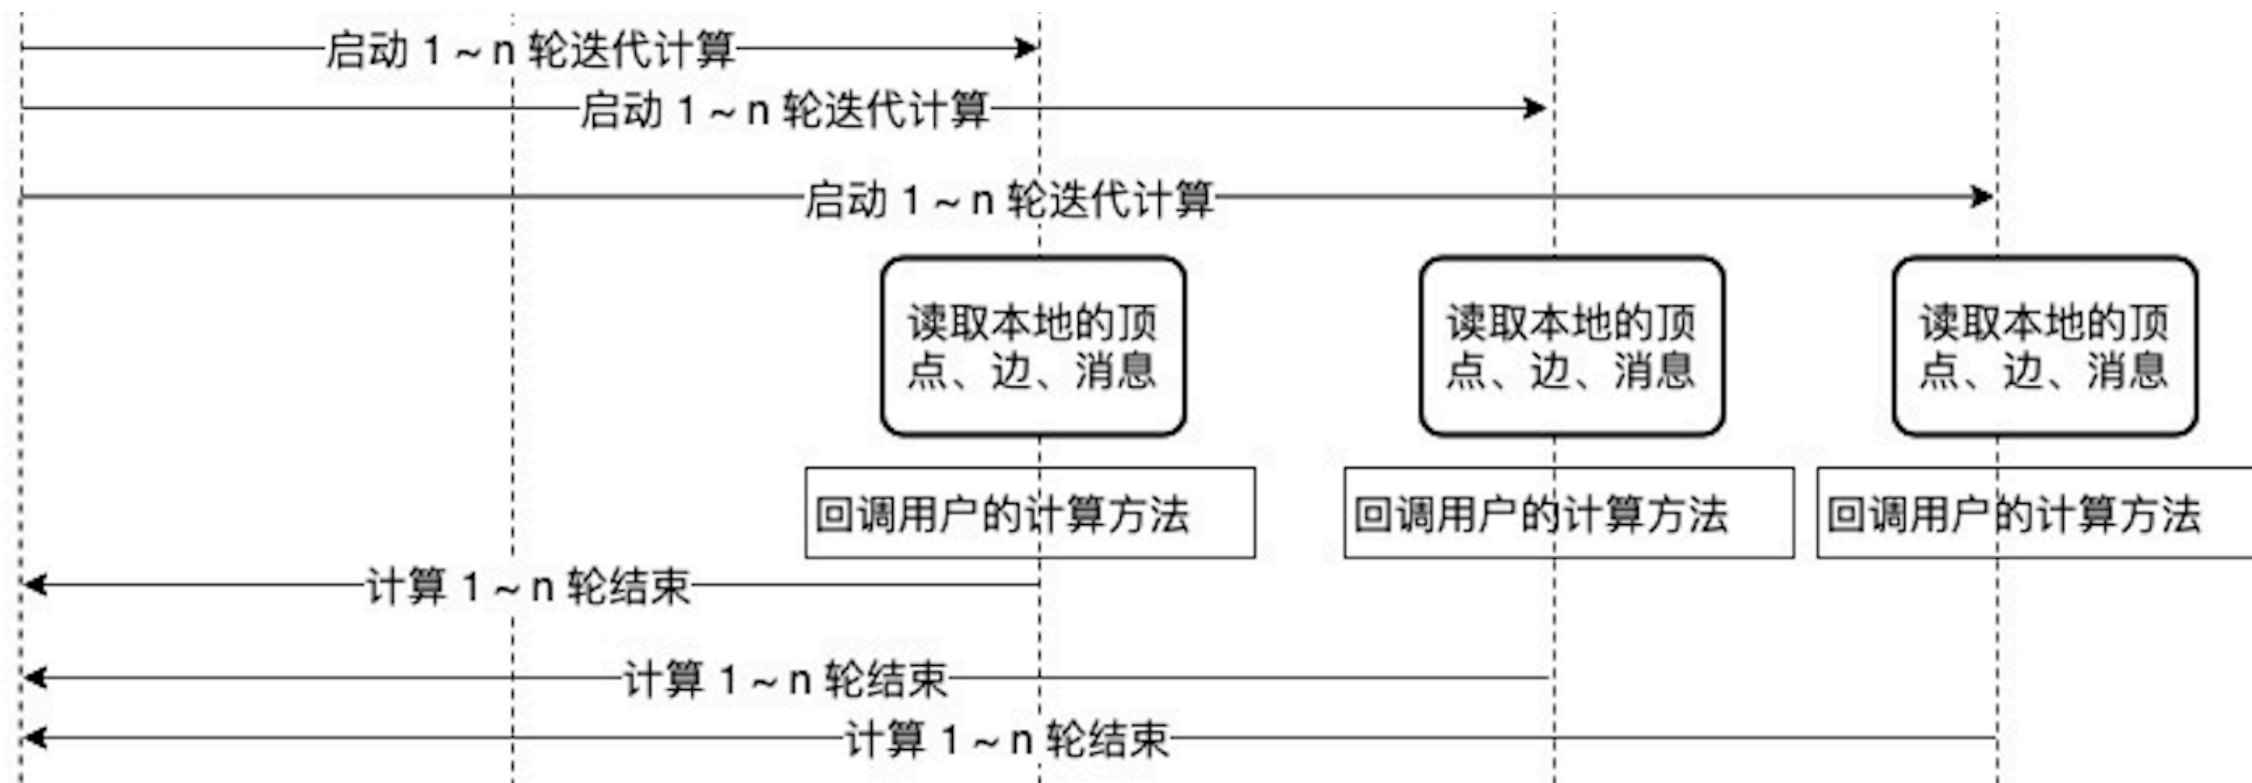 启动 1 ~ n 轮迭代计算
启动 1 ~ n 轮迭代计算
启动 1 ~ n 轮迭代计算
读取本地的顶
点、边、消息
读取本地的顶
点、边、消息
读取本地的顶
点、边、消息
回调用户的计算方法
回调用户的计算方法
回调用户的计算方法
计算 1 ~ n 轮结束
计算 1 ~ n 轮结束
计算 1 ~ n 轮结束